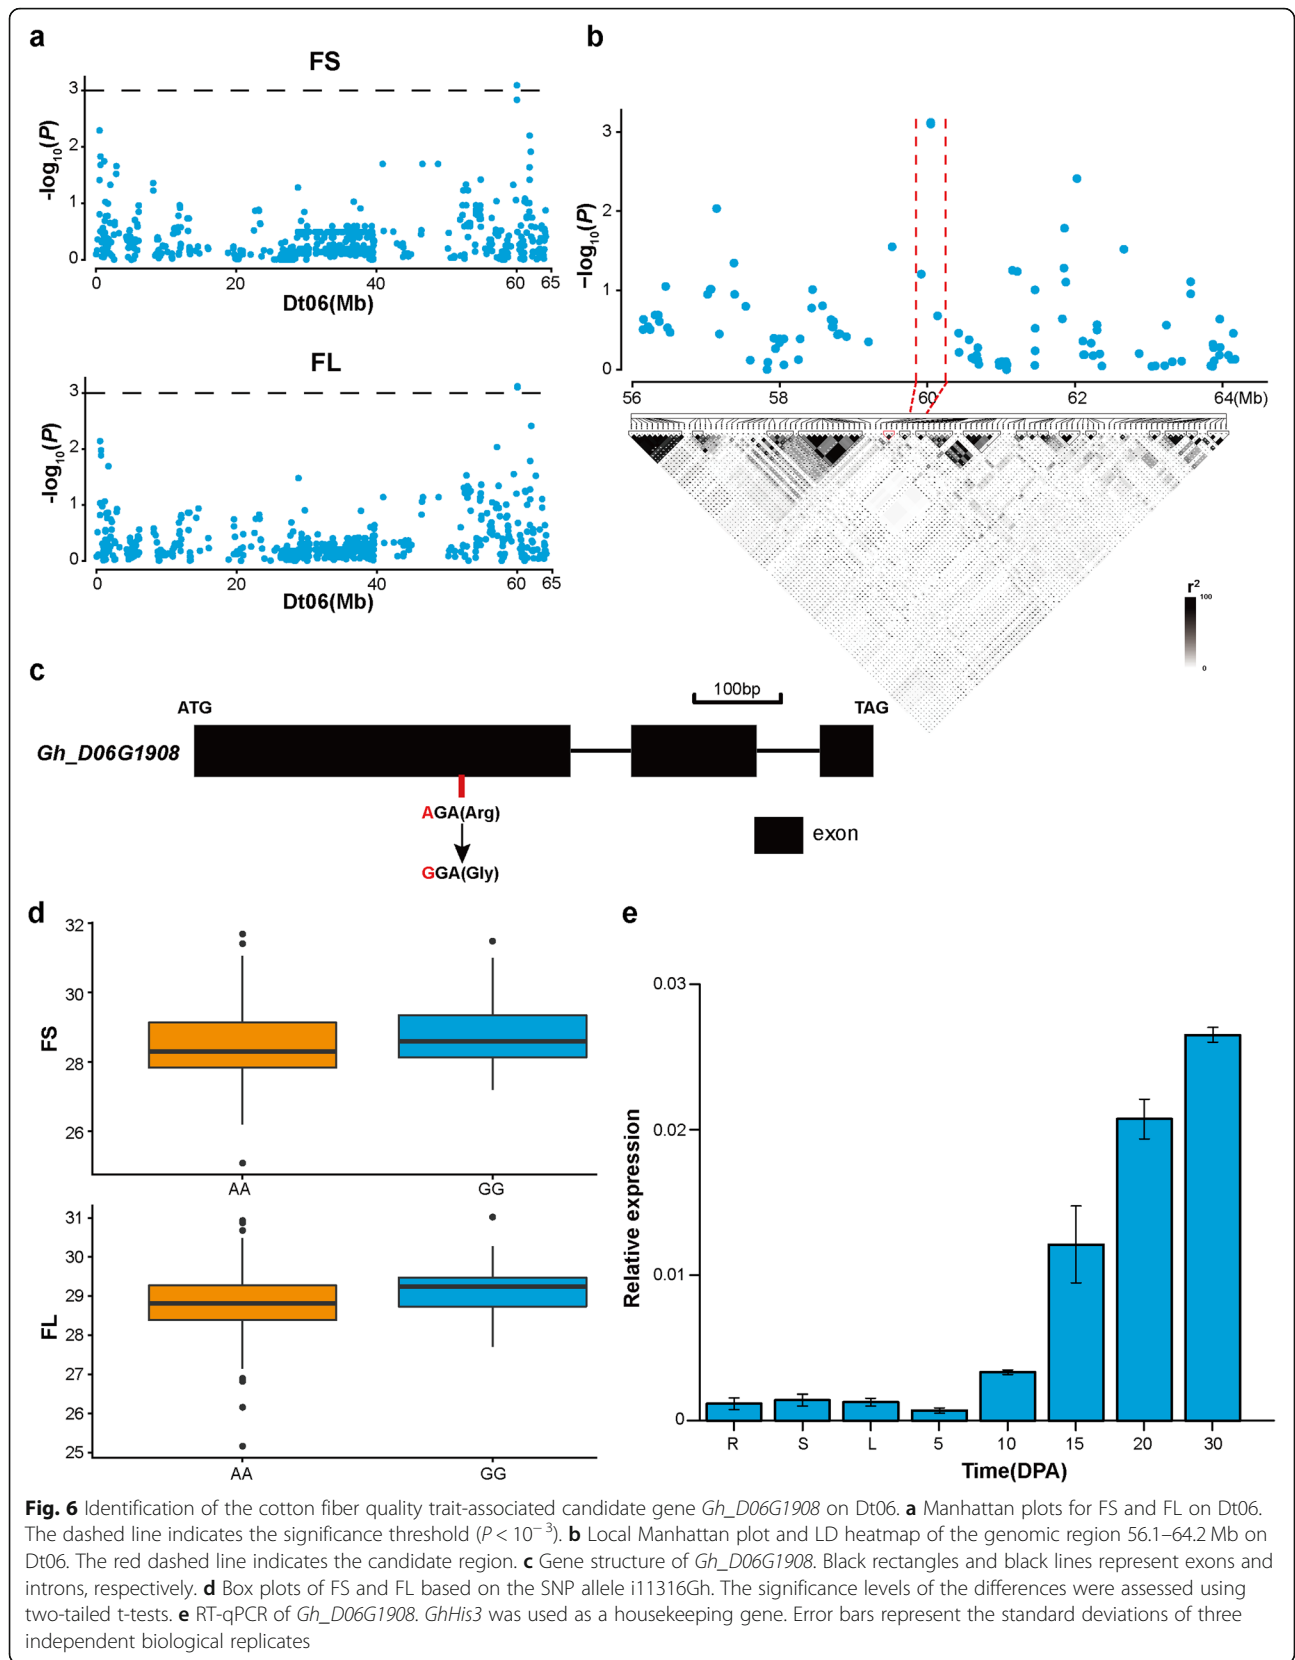 a
FS
3
2
1
0
-log10(P)
0 20 40 60 65
Dt06(Mb)
FL
3
2
1
0
-log10(P)
0 20 40 60 65
Dt06(Mb)
b
3
2
1
0
−log10(P)
56 58 60 62 64(Mb)
r2
100
0
c
100bp
ATG TAG
Gh_D06G1908
AGA(Arg)
exon
GGA(Gly)
d
32
30
28
26
FS
AA GG
31
30
29
28
27
26
25
FL
AA GG
e
0.03
0.02
0.01
0
Relative expression
R S L 5 10 15 20 30
Time(DPA)
Fig. 6 Identification of the cotton fiber quality trait-associated candidate gene Gh_D06G1908 on Dt06. a Manhattan plots for FS and FL on Dt06.
The dashed line indicates the significance threshold (P < 10−3). b Local Manhattan plot and LD heatmap of the genomic region 56.1–64.2 Mb on
Dt06. The red dashed line indicates the candidate region. c Gene structure of Gh_D06G1908. Black rectangles and black lines represent exons and
introns, respectively. d Box plots of FS and FL based on the SNP allele i11316Gh. The significance levels of the differences were assessed using
two-tailed t-tests. e RT-qPCR of Gh_D06G1908. GhHis3 was used as a housekeeping gene. Error bars represent the standard deviations of three
independent biological replicates